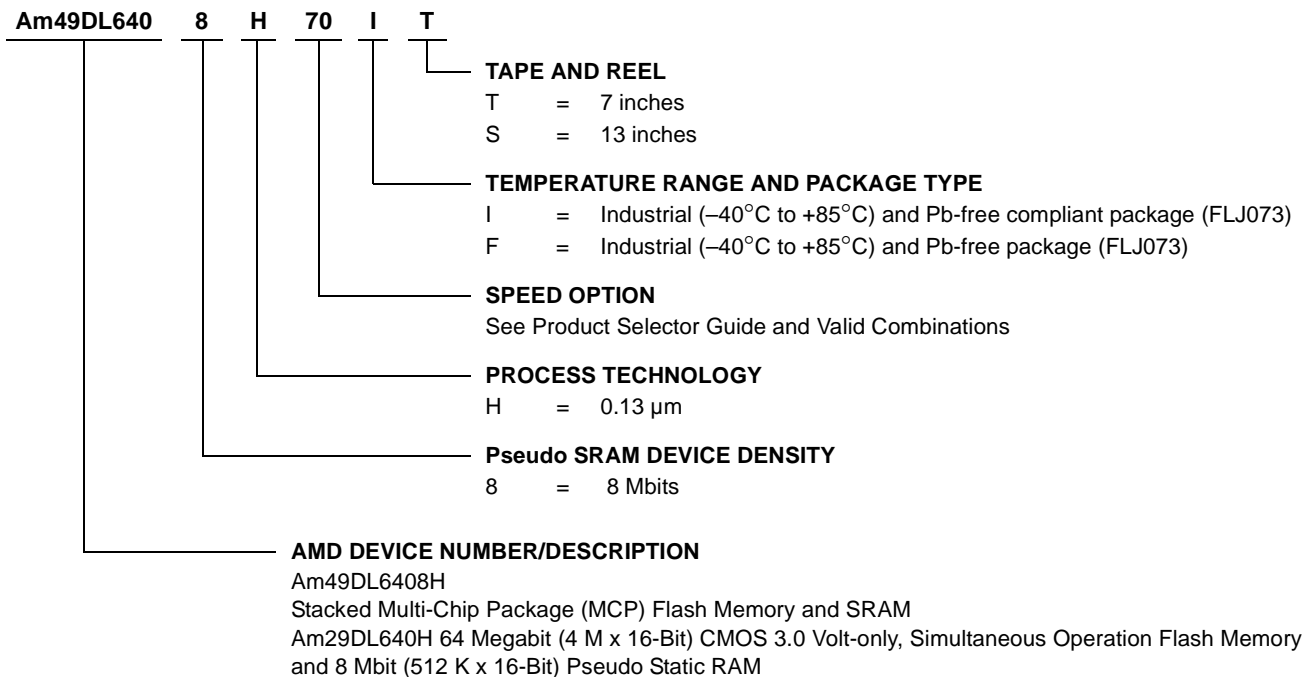 Am49DL640 8 H 70 I T
TAPE AND REEL
T = 7 inches
S = 13 inches
TEMPERATURE RANGE AND PACKAGE TYPE
I = Industrial (–40°C to +85°C) and Pb-free compliant package (FLJ073)
F = Industrial (–40°C to +85°C) and Pb-free package (FLJ073)
SPEED OPTION
See Product Selector Guide and Valid Combinations
PROCESS TECHNOLOGY
H = 0.13 µm
Pseudo SRAM DEVICE DENSITY
8 = 8 Mbits
AMD DEVICE NUMBER/DESCRIPTION
Am49DL6408H
Stacked Multi-Chip Package (MCP) Flash Memory and SRAM
Am29DL640H 64 Megabit (4 M x 16-Bit) CMOS 3.0 Volt-only, Simultaneous Operation Flash Memory
and 8 Mbit (512 K x 16-Bit) Pseudo Static RAM